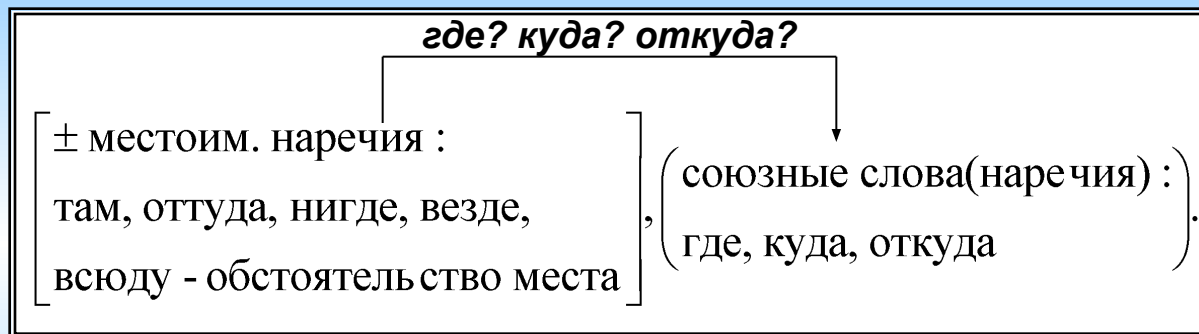 где? куда? откуда?
± местоим. наречия :
там, оттуда, нигде, везде,
всюду - обстоятельство места
,
союзные слова(наречия) :
где, куда, откуда
.